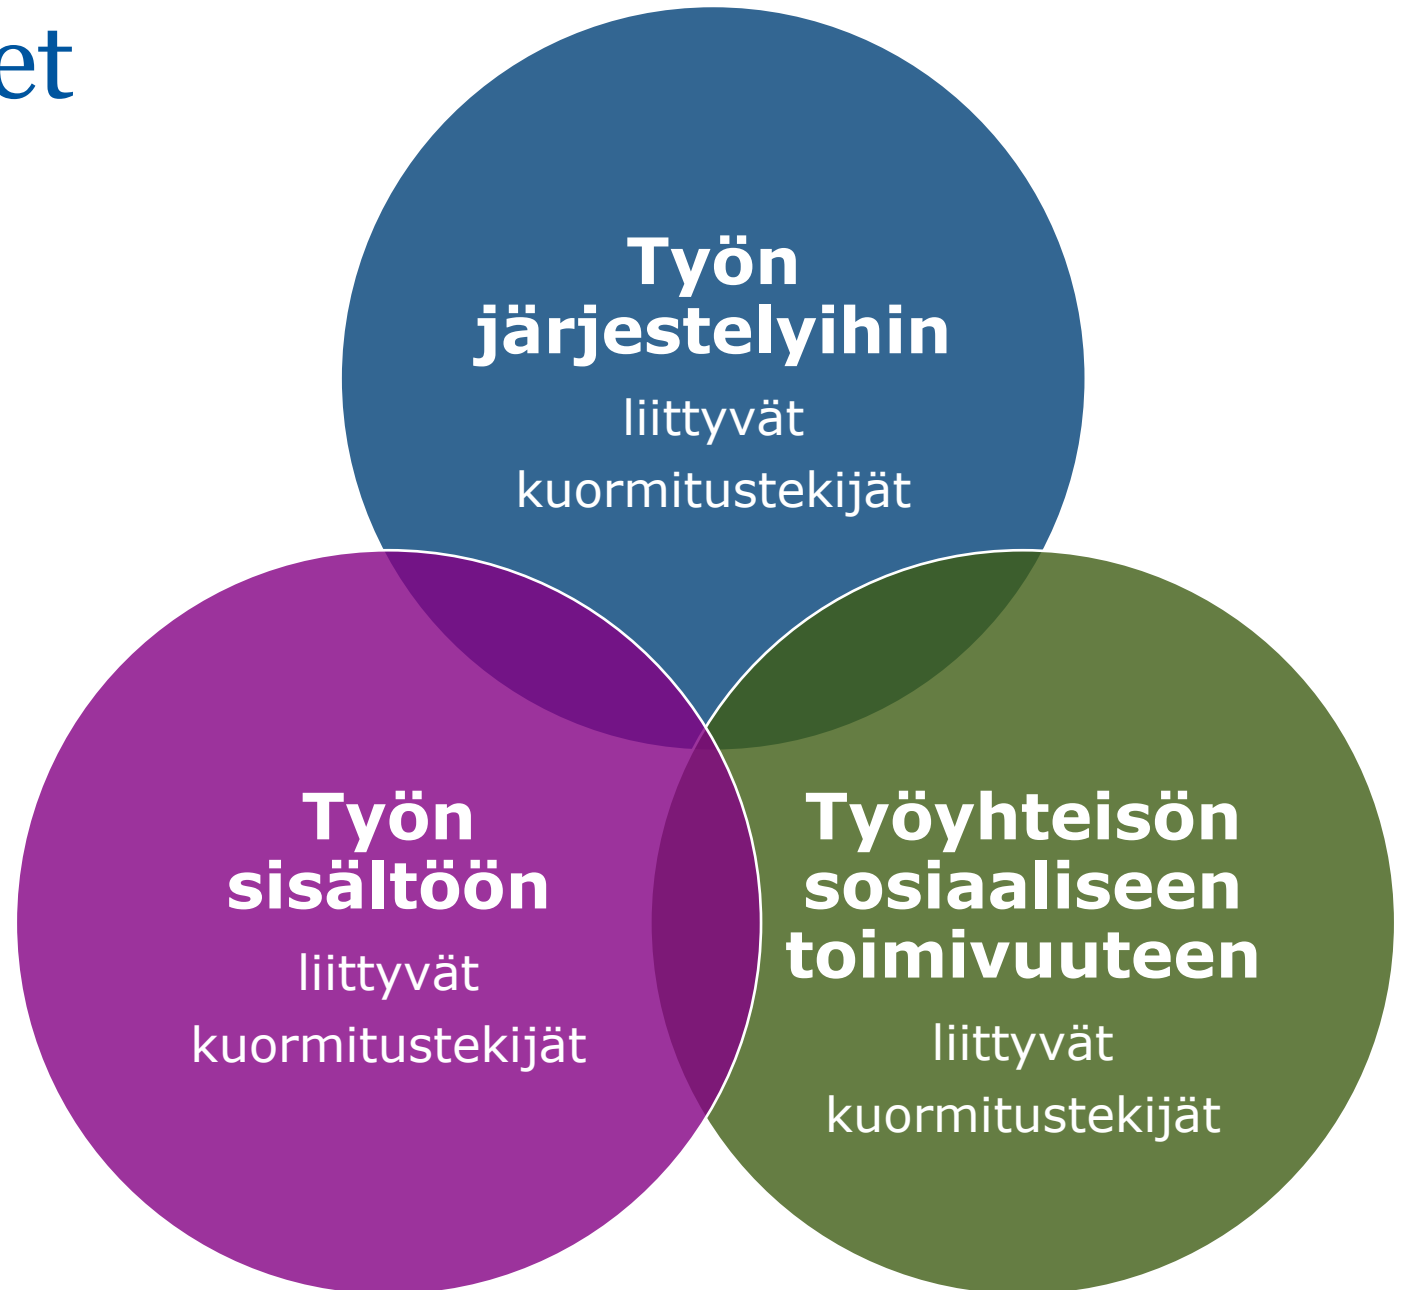 et
Työn
järjestelyihin
liittyvät
kuormitustekijät
Työn
sisältöön
liittyvät
kuormitustekijät
Työyhteisön
sosiaaliseen
toimivuuteen
liittyvät
kuormitustekijät